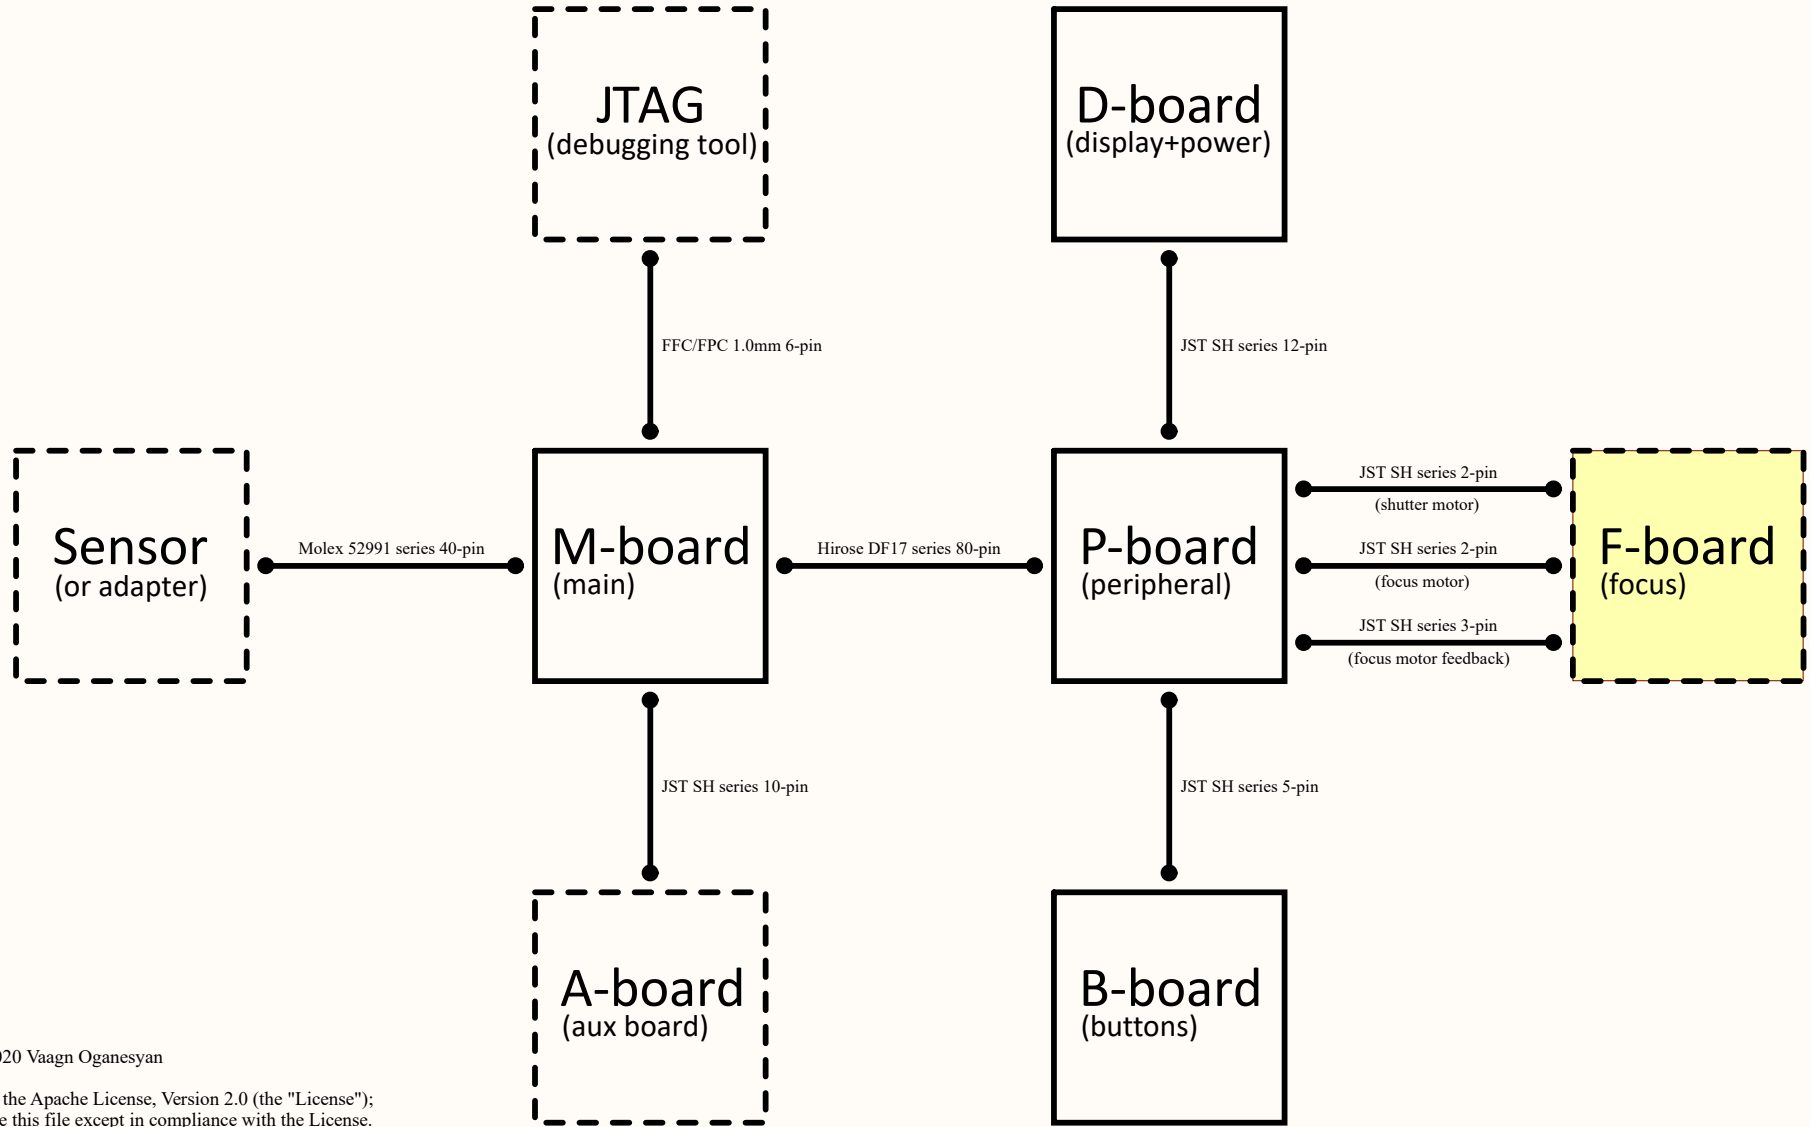 JTAG
(debugging tool)
D-board
(display+power)
FFC/FPC 1.0mm 6-pin
JST SH series 12-pin
Sensor
(or adapter)
Molex 52991 series 40-pin
M-board
(main)
Hirose DF17 series 80-pin
P-board
(peripheral)
JST SH series 2-pin
(shutter motor)
JST SH series 2-pin
(focus motor)
JST SH series 3-pin
(focus motor feedback)
F-board
(focus)
JST SH series 10-pin
JST SH series 5-pin
A-board
(aux board)
B-board
(buttons)
020 Vaagn Oganesyan
the Apache License, Version 2.0 (the "License");
this file except in compliance with the License.